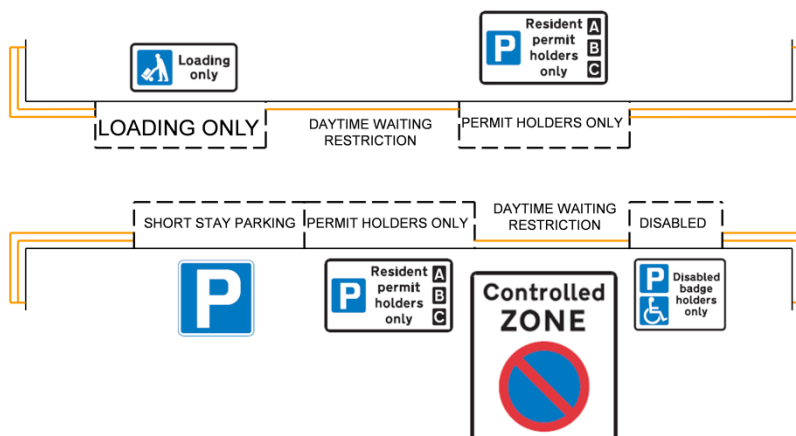 Loading
only
Resident A
permit B
holders C
only
P
LOADING ONLY
DAYTIME WAITING
RESTRICTION
PERMIT HOLDERS ONLY
SHORT STAY PARKING
PERMIT HOLDERS ONLY
DAYTIME WAITING
RESTRICTION
DISABLED
P
P
Resident A
permit B
holders C
only
Controlled
ZONE
P
Disabled
badge
holders
only